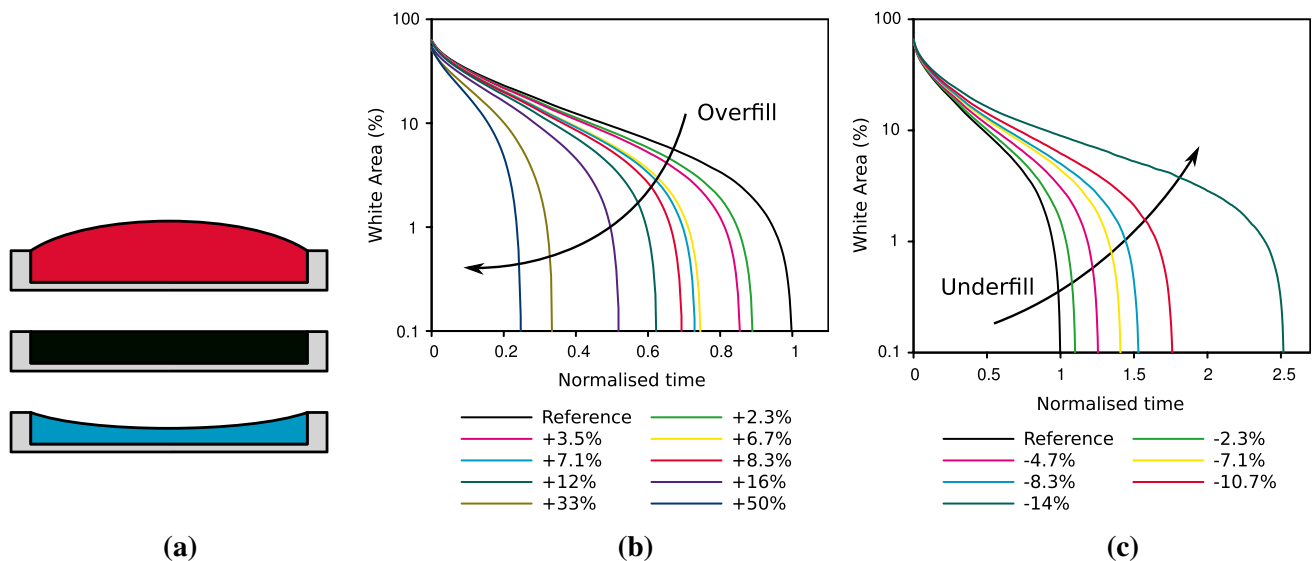 100
10
1
0.1
White Area (%)
Overfill
0 0.2 0.4 0.6 0.8 1
Normalised time
Reference +2.3%
+3.5% +6.7%
+7.1% +8.3%
+12% +16%
+33% +50%
100
10
1
0.1
White Area (%)
Underfill
0 0.5 1 1.5 2 2.5
Normalised time
Reference -2.3%
-4.7% -7.1%
-8.3% -10.7%
-14%
(a) (b) (c)